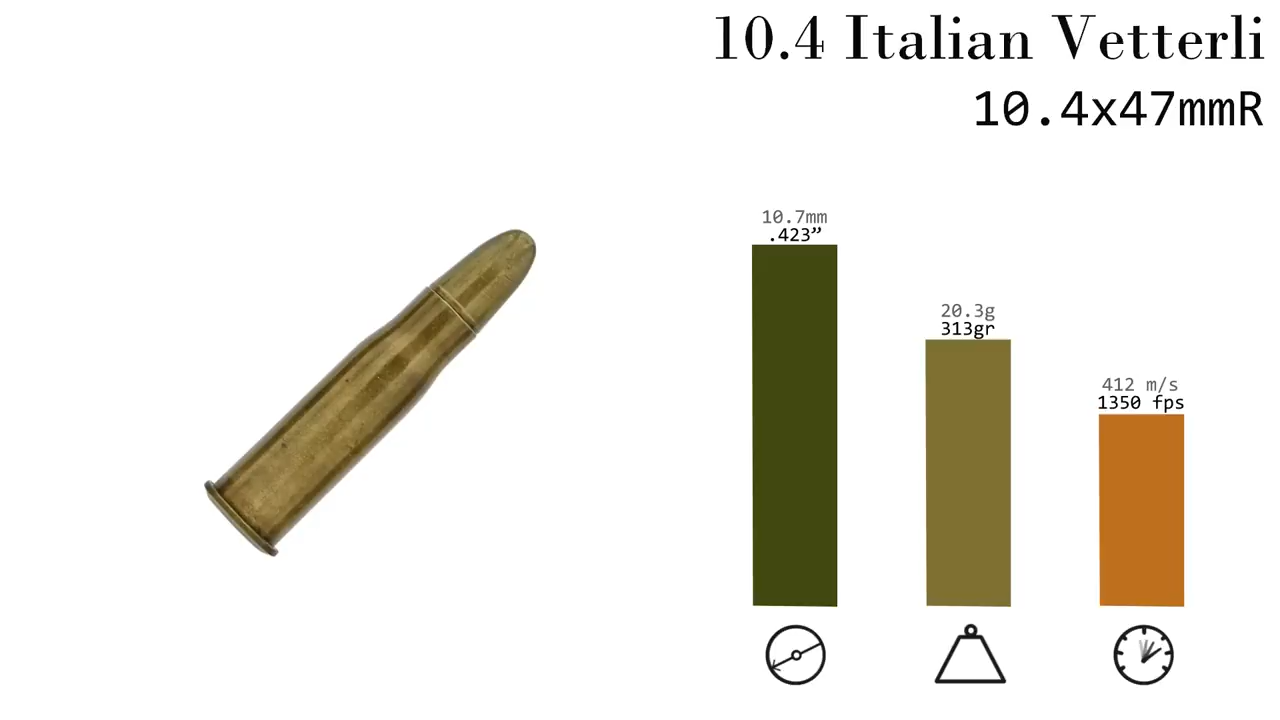 10.4 Italian Vetterli
10.4x47mmR
10.7mm
.423”
20.3g
313gr
412 m/s
1350 fps